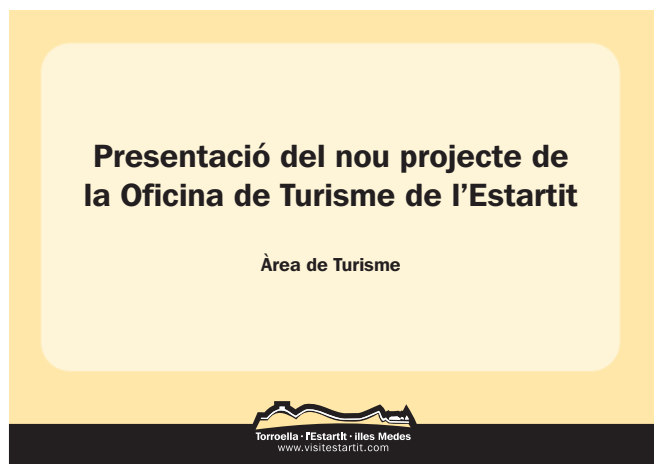 Presentació del nou projecte de
la Oficina de Turisme de l’Estartit
Àrea de Turisme
Torroella · l'Estartit · illes Medes
www.visitestartit.com